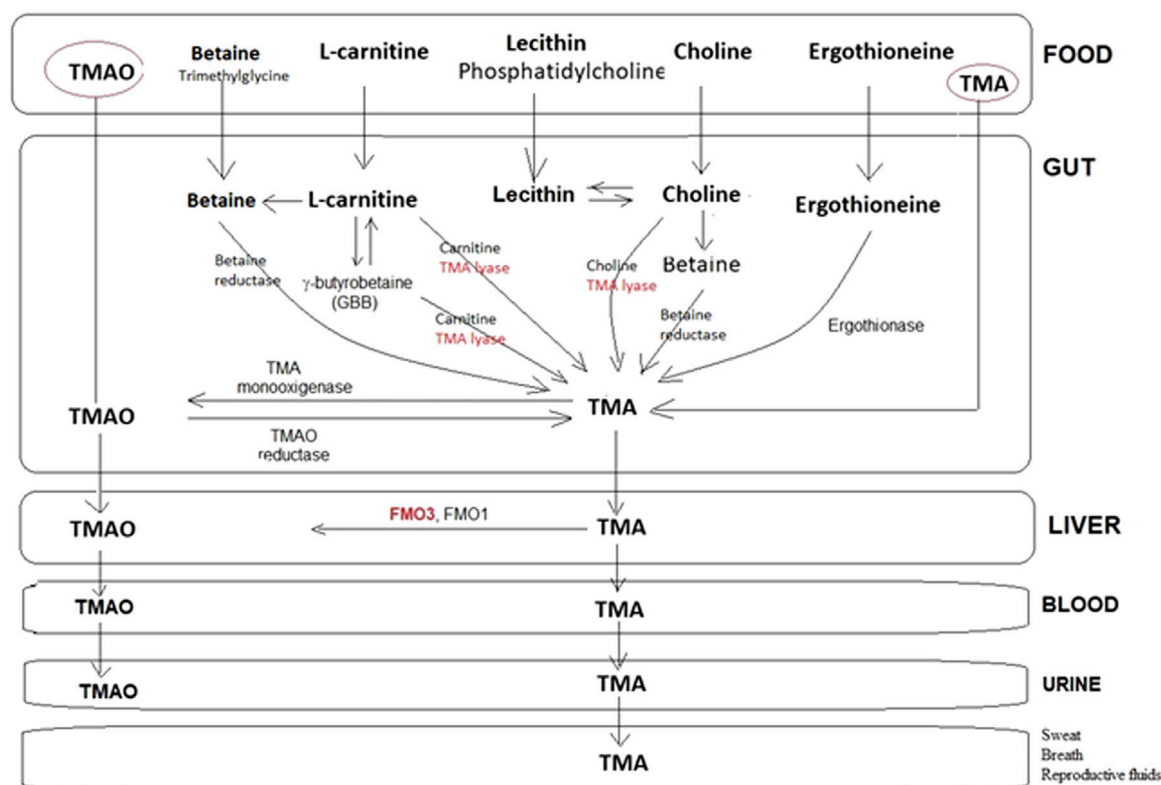 TMAO
Betaine
Trimethylglycine
L-carnitine
Lecithin
Phosphatidylcholine
Choline
Ergothioneine
TMA
FOOD
GUT
Betaine
L-carnitine
Lecithin
Choline
Ergothioneine
Betaine
reductase
γ-butyrobetaine
(GBB)
Carnitine
TMA lyase
Carnitine
TMA lyase
Choline
TMA lyase
Betaine
Betaine
reductase
Ergothionase
TMA
monooxigenase
TMAO
TMA
TMAO
reductase
TMAO
FMO3, FMO1
TMA
LIVER
TMAO
TMA
BLOOD
TMAO
TMA
URINE
TMA
Sweat
Breath
Reproductive fluids